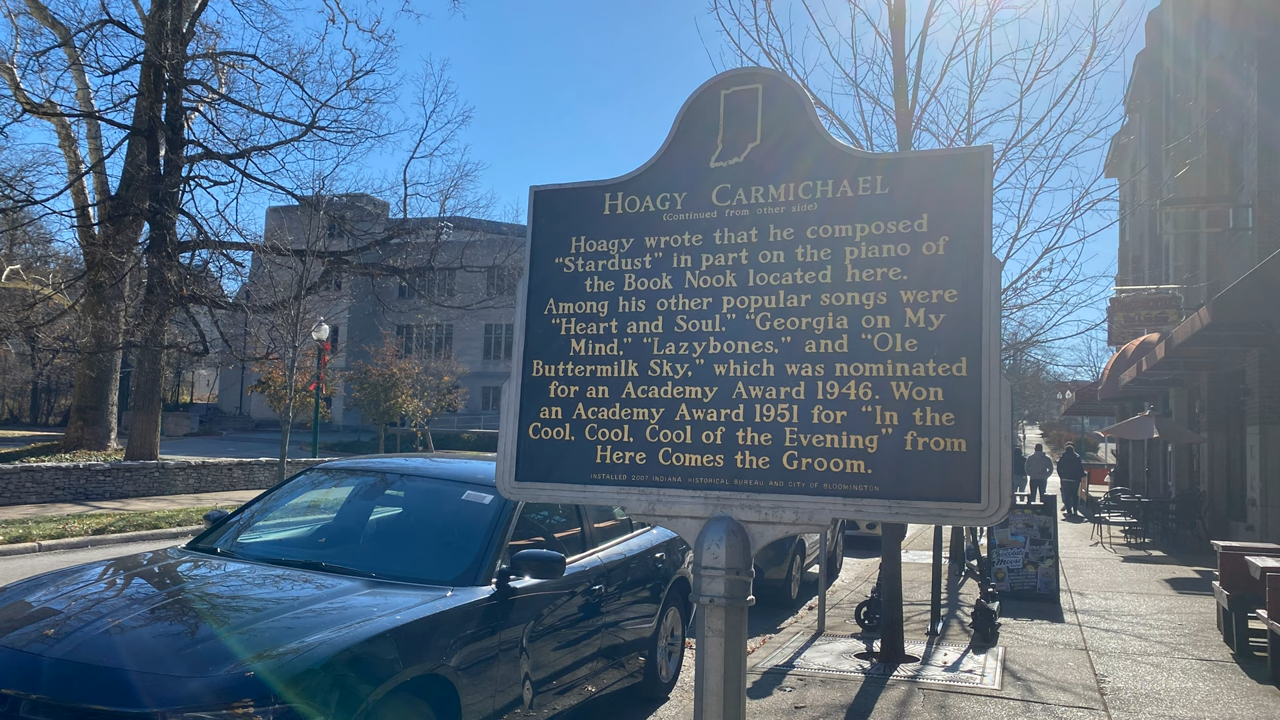 HOAGY CARMICHAEL
(Continued from other side)
Hoagy wrote that he composed
"Stardust" in part on the piano of
the Book Nook located here.
Among his other popular songs were
"Heart and Soul," "Georgia on My
Mind," "Lazybones," and "Ole
Buttermilk Sky," which was nominated
for an Academy Award 1946. Won
an Academy Award 1951 for "In the
Cool, Cool, Cool of the Evening" from
Here Comes the Groom.
INSTALLED 2007 INDIANA HISTORICAL BUREAU AND CITY OF BLOOMINGTON
Chocolate
Moose